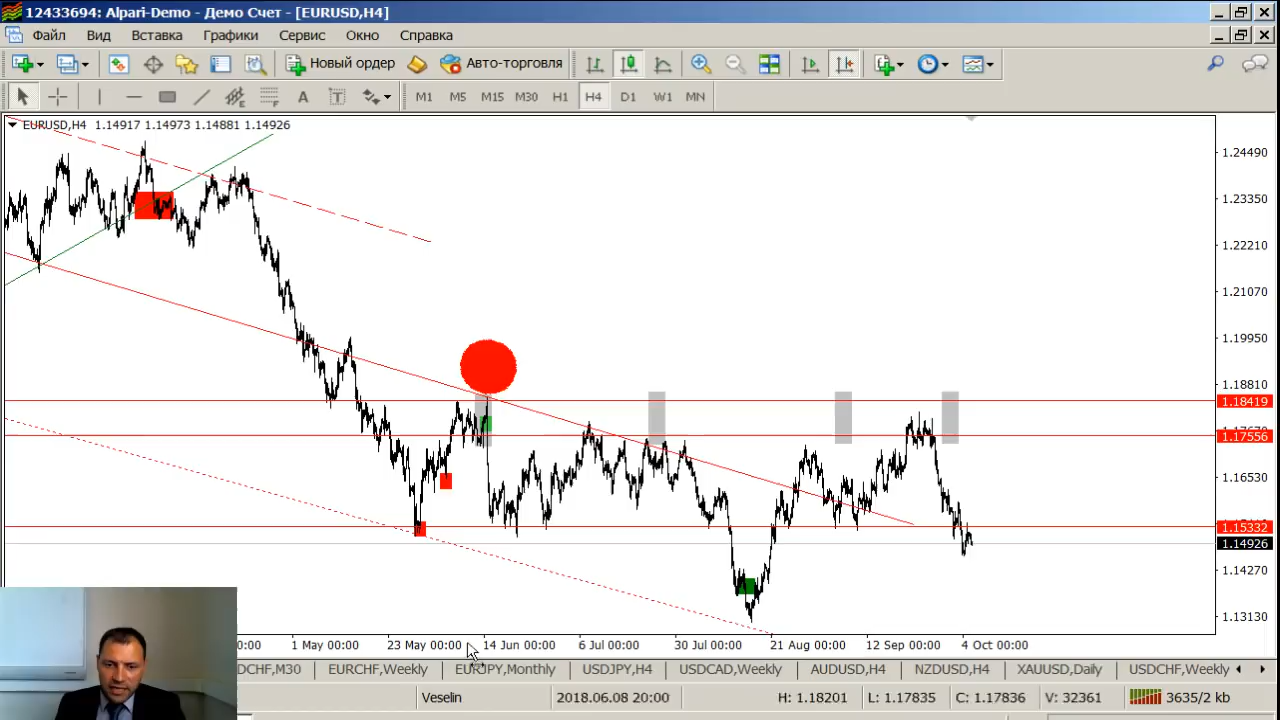 12433694: Alpari-Demo - Демо Счет - [EURUSD,H4]
Файл Вид Вставка Графики Сервис Окно Справка
Новый ордер Авто-торговля
A T M1 M5 M15 M30 H1 H4 D1 W1 MN
EURUSD,H4 1.14917 1.14973 1.14881 1.14926
1.24490
1.23350
1.22210
1.21070
1.19950
1.18810
1.18419
1.17556
1.16530
1.15332
1.14926
1.14270
1.13130
1 May 00:00 23 May 00:00 14 Jun 00:00 6 Jul 00:00 30 Jul 00:00 21 Aug 00:00 12 Sep 00:00 4 Oct 00:00
DCHF,M30 EURCHF,Weekly EURJPY,Monthly USDJPY,H4 USDCAD,Weekly AUDUSD,H4 NZDUSD,H4 XAUUSD,Daily USDCHF,Weekly
Veselin 2018.06.08 20:00 H: 1.18201 L: 1.17835 C: 1.17836 V: 32361 3635/2 kb